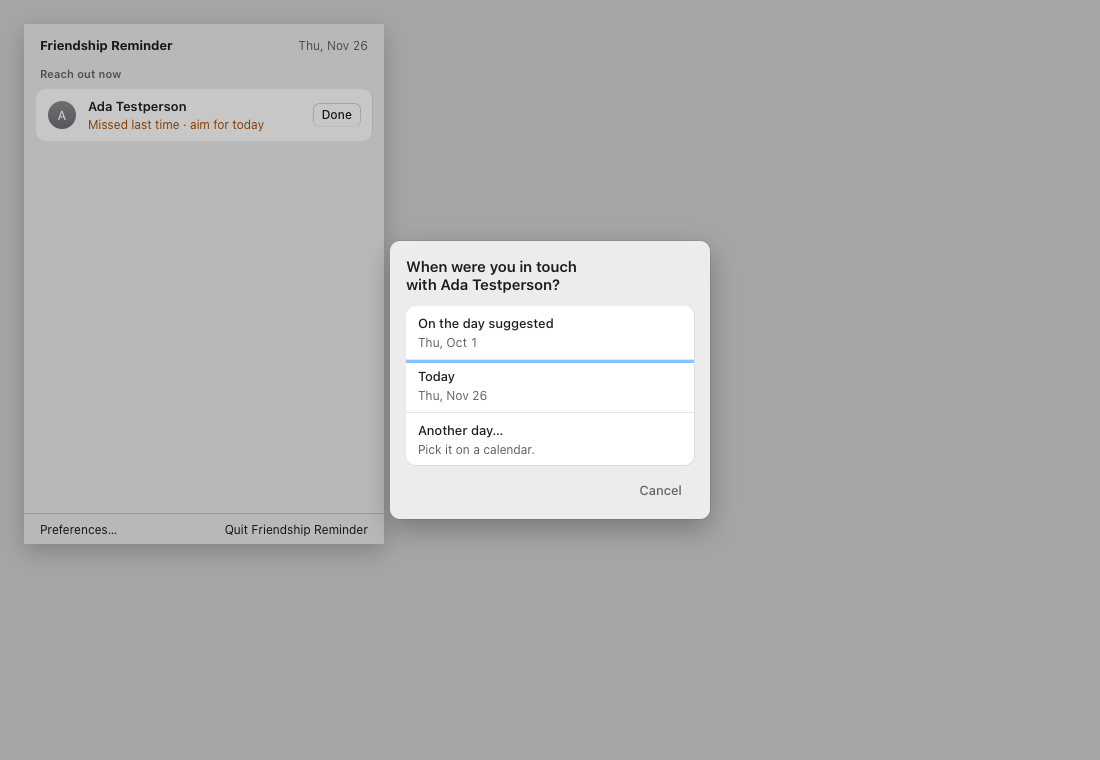 Friendship Reminder
Thu, Nov 26
Reach out now
A
Ada Testperson
Missed last time · aim for today
Done
When were you in touch
with Ada Testperson?
On the day suggested
Thu, Oct 1
Today
Thu, Nov 26
Another day...
Pick it on a calendar.
Cancel
Preferences...
Quit Friendship Reminder